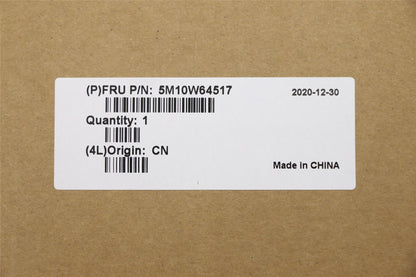 (P)FRU P/N: 5M10W64517
2020-12-30
Quantity: 1
(4L)Origin: CN
Made in CHINA